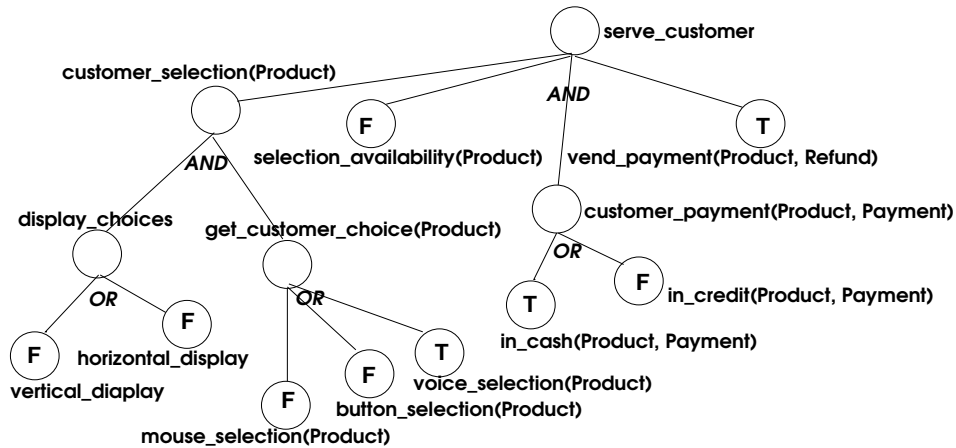 serve_customer
customer_selection(Product)
AND
F
T
selection_availability(Product)
vend_payment(Product, Refund)
AND
display_choices
get_customer_choice(Product)
customer_payment(Product, Payment)
OR
OR
OR
F
in_credit(Product, Payment)
T
in_cash(Product, Payment)
F
F
horizontal_display
vertical_diaplay
T
voice_selection(Product)
F
button_selection(Product)
F
mouse_selection(Product)